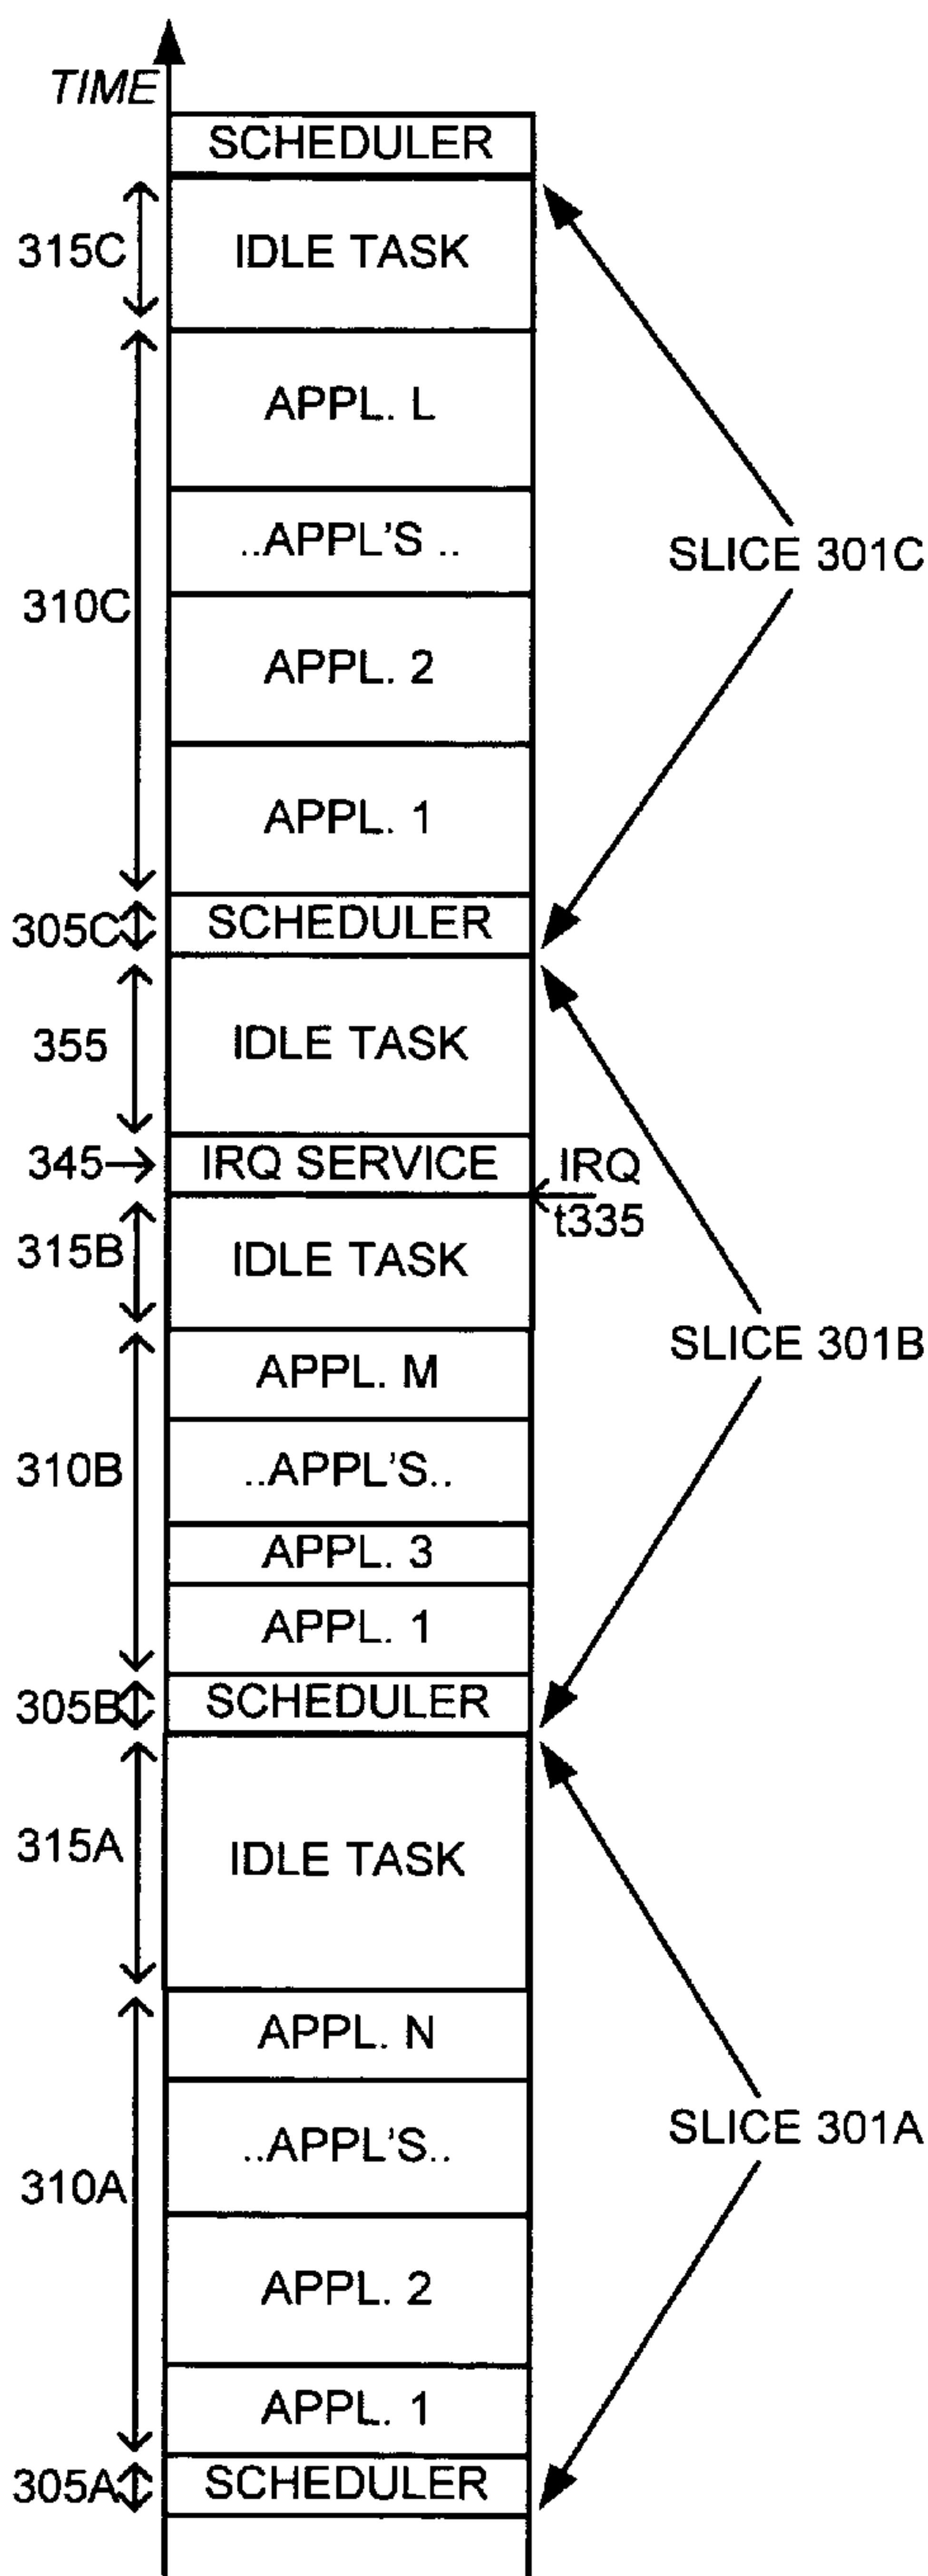 TIME
SCHEDULER
315C
IDLE TASK
APPL. L
..APPL'S ..
SLICE 301C
310C
APPL. 2
APPL. 1
305C
SCHEDULER
355
IDLE TASK
345
IRQ SERVICE
IRQ
t335
315B
IDLE TASK
SLICE 301B
APPL. M
310B
..APPL'S..
APPL. 3
APPL. 1
305B
SCHEDULER
315A
IDLE TASK
APPL. N
SLICE 301A
..APPL'S..
310A
APPL. 2
APPL. 1
305A
SCHEDULER